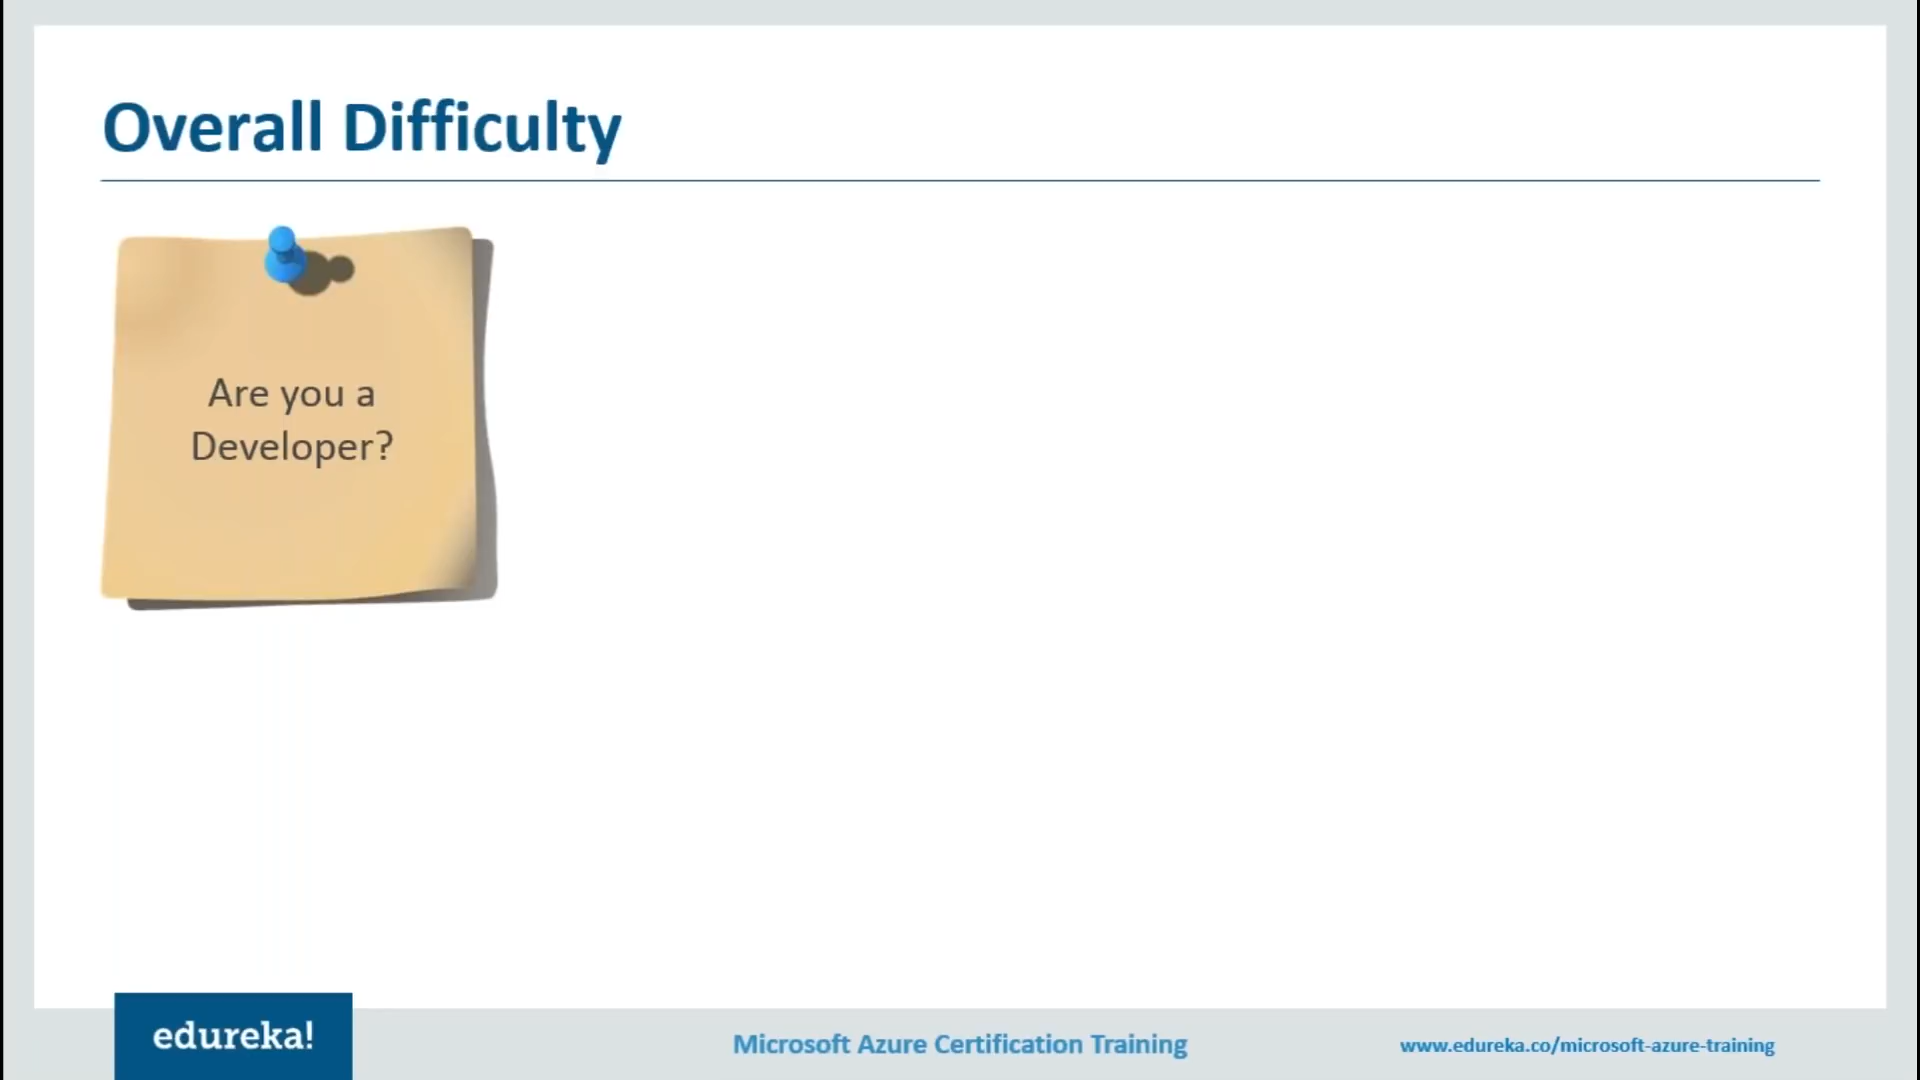 Overall Difficulty
Are you a
Developer?
edureka!
Microsoft Azure Certification Training
www.edureka.co/microsoft-azure-training